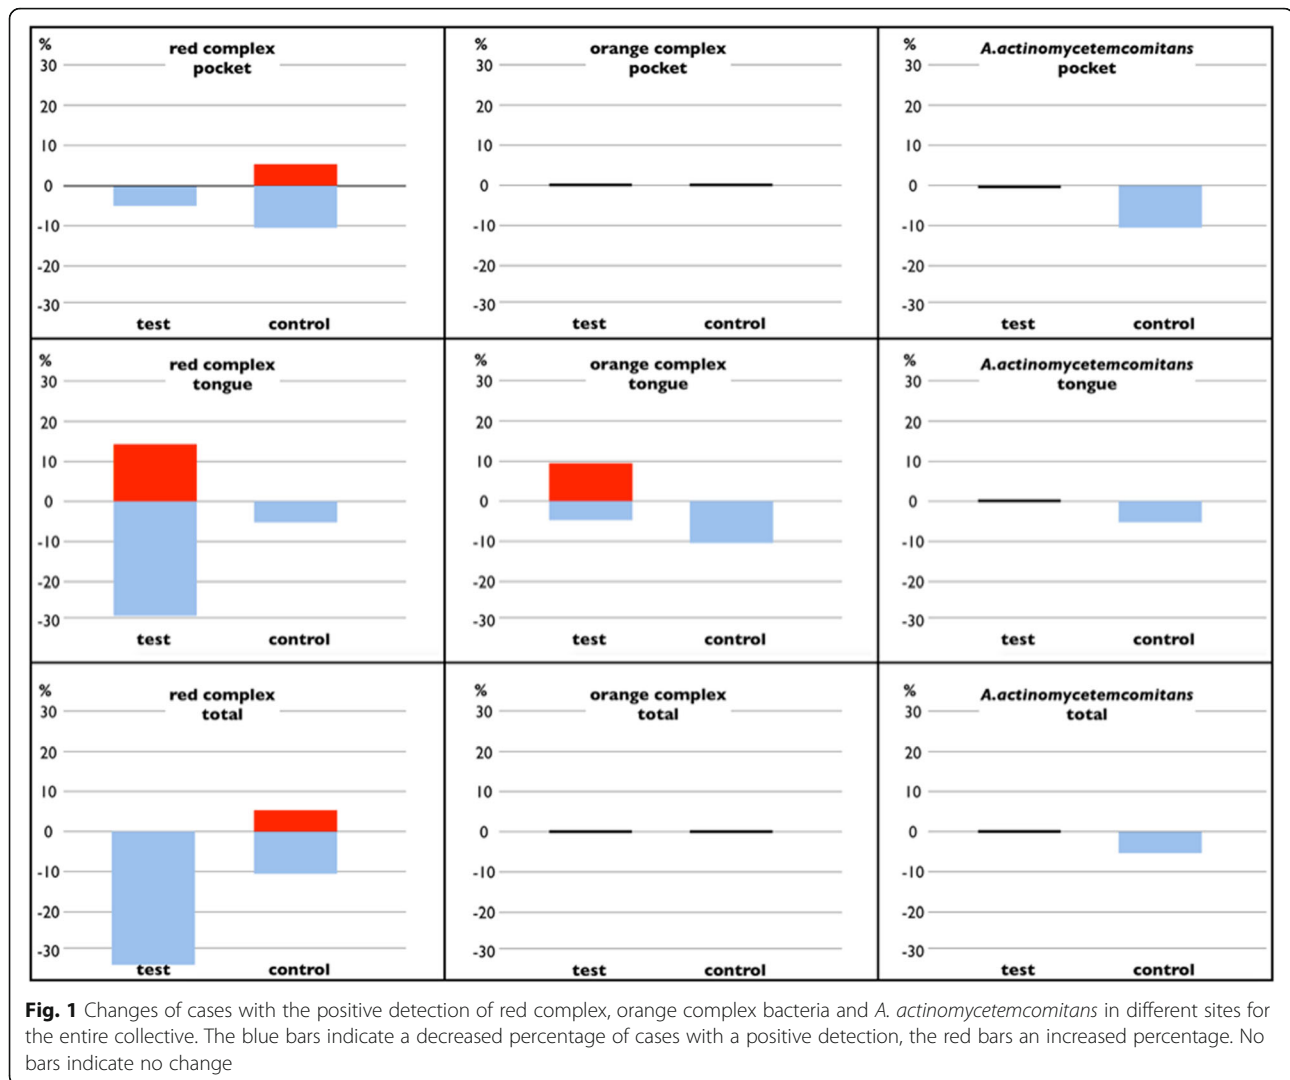 %
red complex
pocket
30
20
10
0
-10
-20
-30
test control
%
orange complex
pocket
30
20
10
0
-10
-20
-30
test control
%
A.actinomycetemcomitans
pocket
30
20
10
0
-10
-20
-30
test control
%
red complex
tongue
30
20
10
0
-10
-20
-30
test control
%
orange complex
tongue
30
20
10
0
-10
-20
-30
test control
%
A.actinomycetemcomitans
tongue
30
20
10
0
-10
-20
-30
test control
%
red complex
total
30
20
10
0
-10
-20
-30
test control
%
orange complex
total
30
20
10
0
-10
-20
-30
test control
%
A.actinomycetemcomitans
total
30
20
10
0
-10
-20
-30
test control
Fig. 1 Changes of cases with the positive detection of red complex, orange complex bacteria and A. actinomycetemcomitans in different sites for
the entire collective. The blue bars indicate a decreased percentage of cases with a positive detection, the red bars an increased percentage. No
bars indicate no change